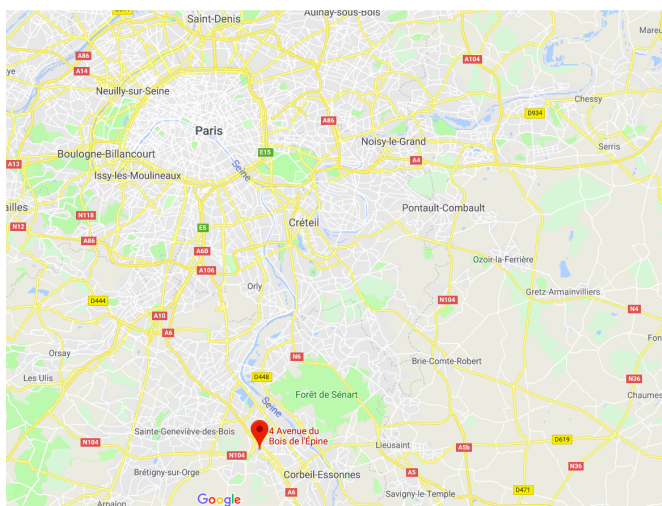 Saint-Denis
Aulnay-sous-Bois
Mareu
A86
A104
A14
aye
Neuilly-sur-Seine
Chessy
D934
Paris
A86
Noisy-le-Grand
Serris
Boulogne-Billancourt
E15
A4
A13
Issy-les-Moulineaux
Seine
ailles
N118
Pontault-Combault
N12
E5
Créteil
A86
A6B
A106
Ozoir-la-Ferrière
Orly
Gretz-Armainvilliers
D444
N104
N4
A10
A6
Fon
Orsay
N6
Brie-Comte-Robert
Les Ulis
D448
N36
Forêt de Sénart
Chaumes
Seine
Sainte-Geneviève-des-Bois
4 Avenue du
Bois de l'Épine
N104
Lieusaint
A5b
D619
N104
N36
Brétigny-sur-Orge
Corbeil-Essonnes
A5
A6
Savigny-le-Temple
D471
Arpajon
Google